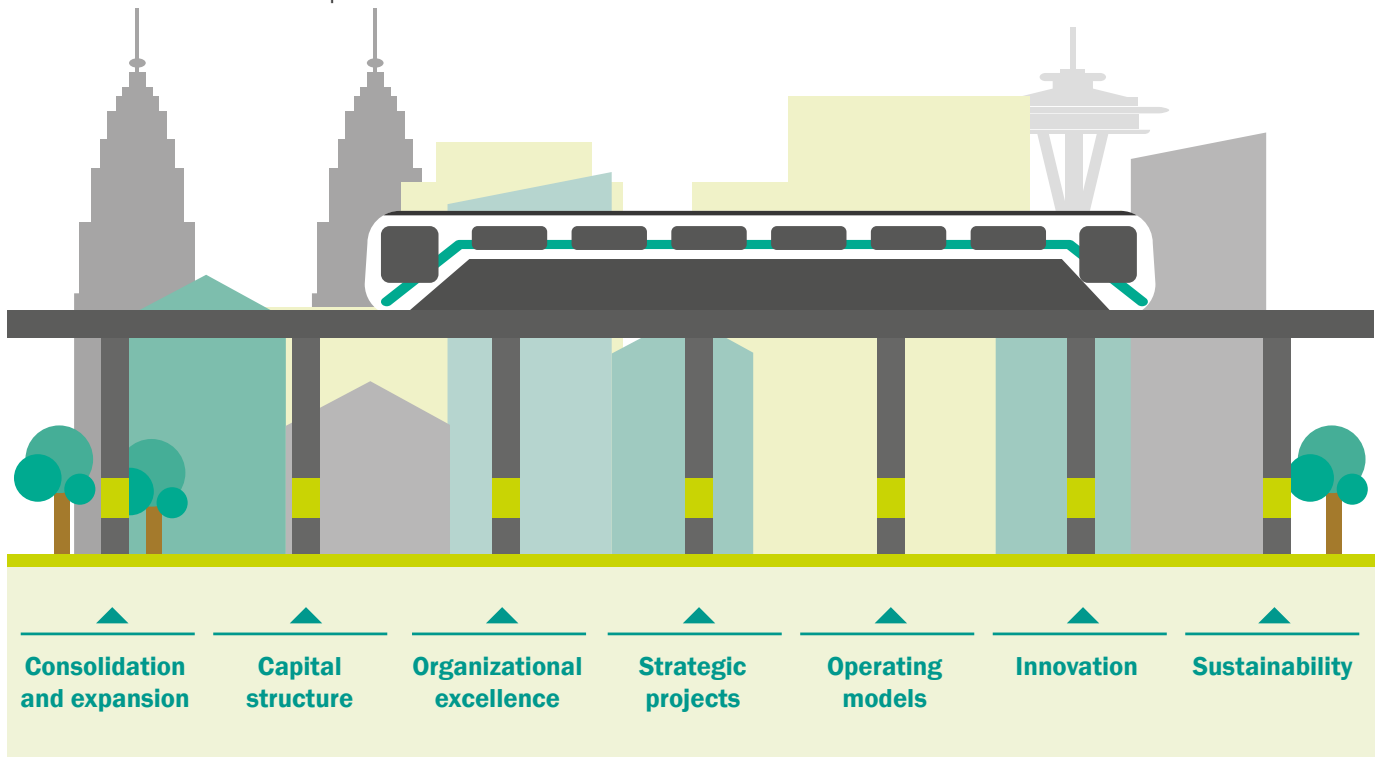 Consolidation
and expansion
Capital
structure
Organizational
excellence
Strategic
projects
Operating
models
Innovation
Sustainability